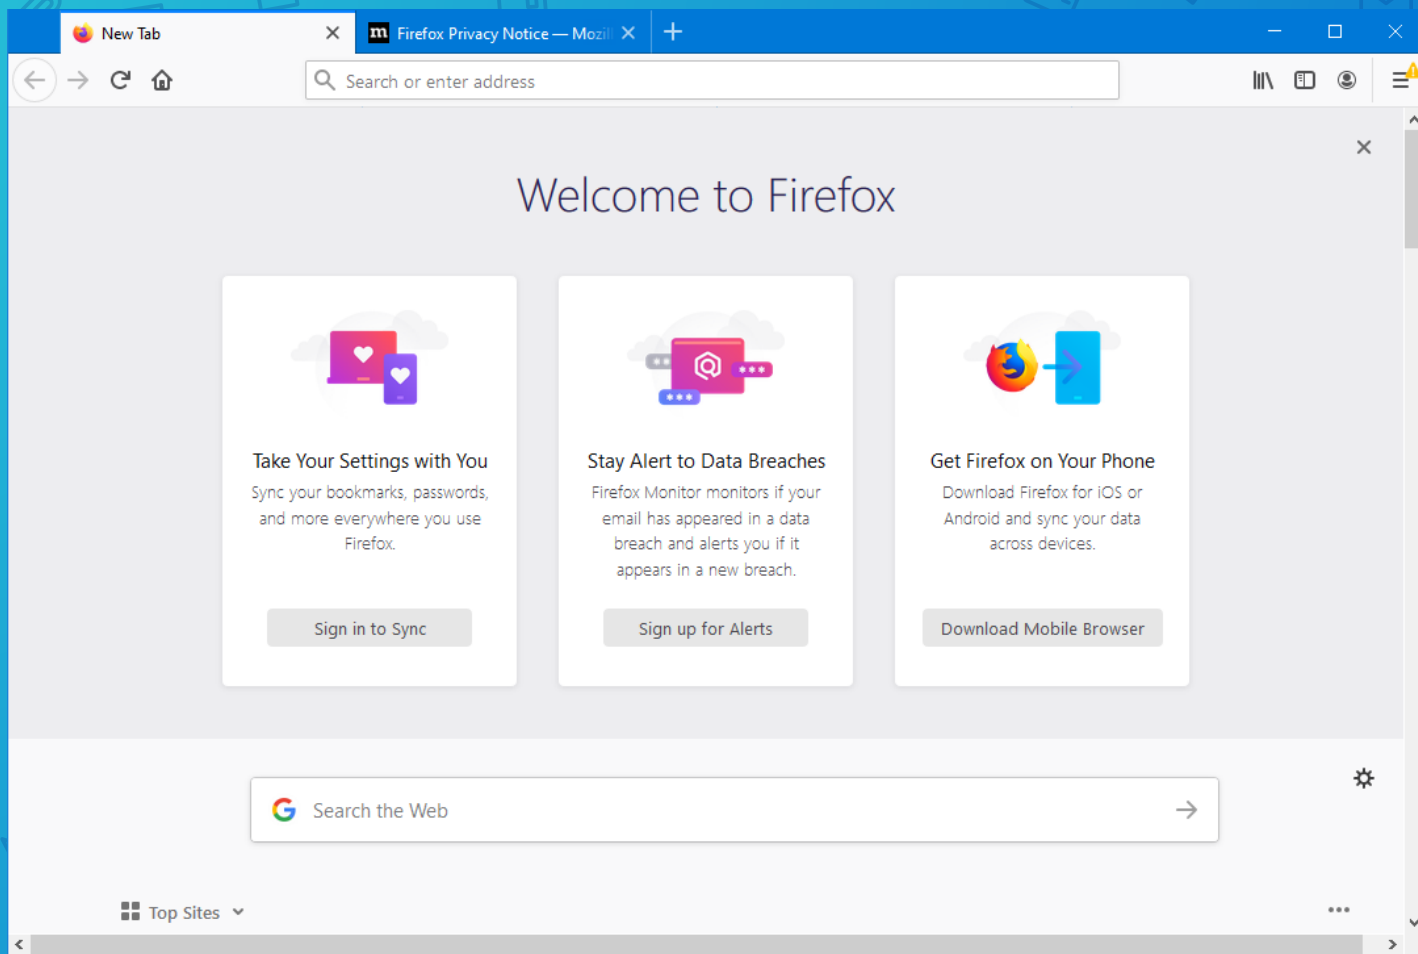 New Tab
Firefox Privacy Notice — Mozill
Search or enter address
Welcome to Firefox
Take Your Settings with You
Sync your bookmarks, passwords,
and more everywhere you use
Firefox.
Sign in to Sync
Stay Alert to Data Breaches
Firefox Monitor monitors if your
email has appeared in a data
breach and alerts you if it
appears in a new breach.
Sign up for Alerts
Get Firefox on Your Phone
Download Firefox for iOS or
Android and sync your data
across devices.
Download Mobile Browser
Search the Web
Top Sites